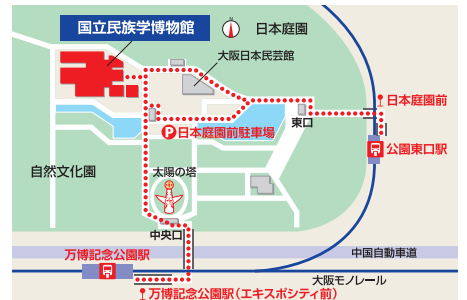 国立民族学博物館
N
日本庭園
大阪日本民芸館
日本庭園前
東口
P 日本庭園前駐車場
公園東口駅
自然文化園
太陽の塔
中央口
万博記念公園駅
中国自動車道
大阪モノレール
万博記念公園駅(エキスポシティ前)